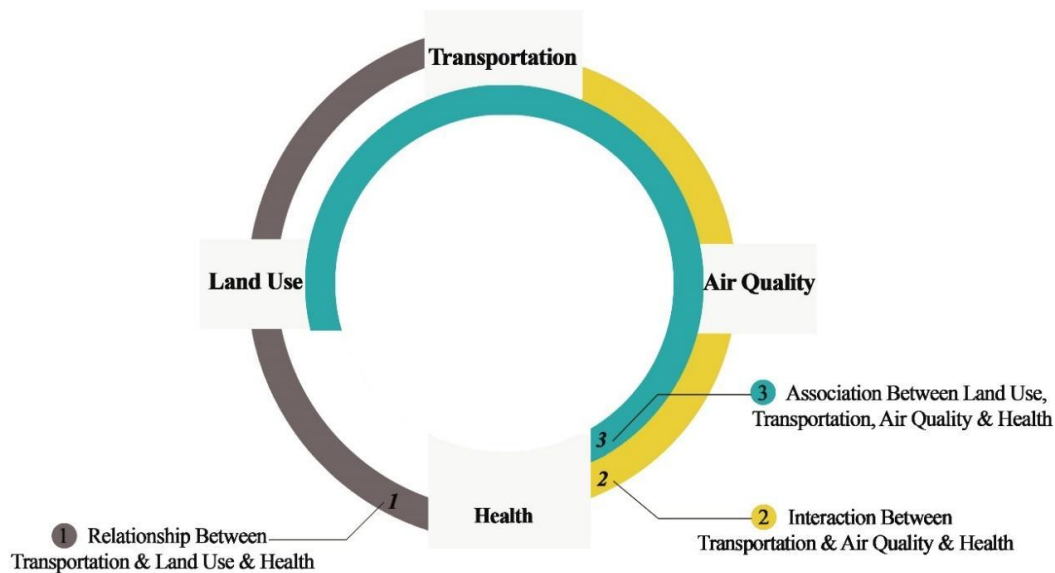 Transportation
Land Use
Air Quality
3 Association Between Land Use,
Transportation, Air Quality & Health
3
2
1
Health
2 Interaction Between
Transportation & Air Quality & Health
1 Relationship Between
Transportation & Land Use & Health